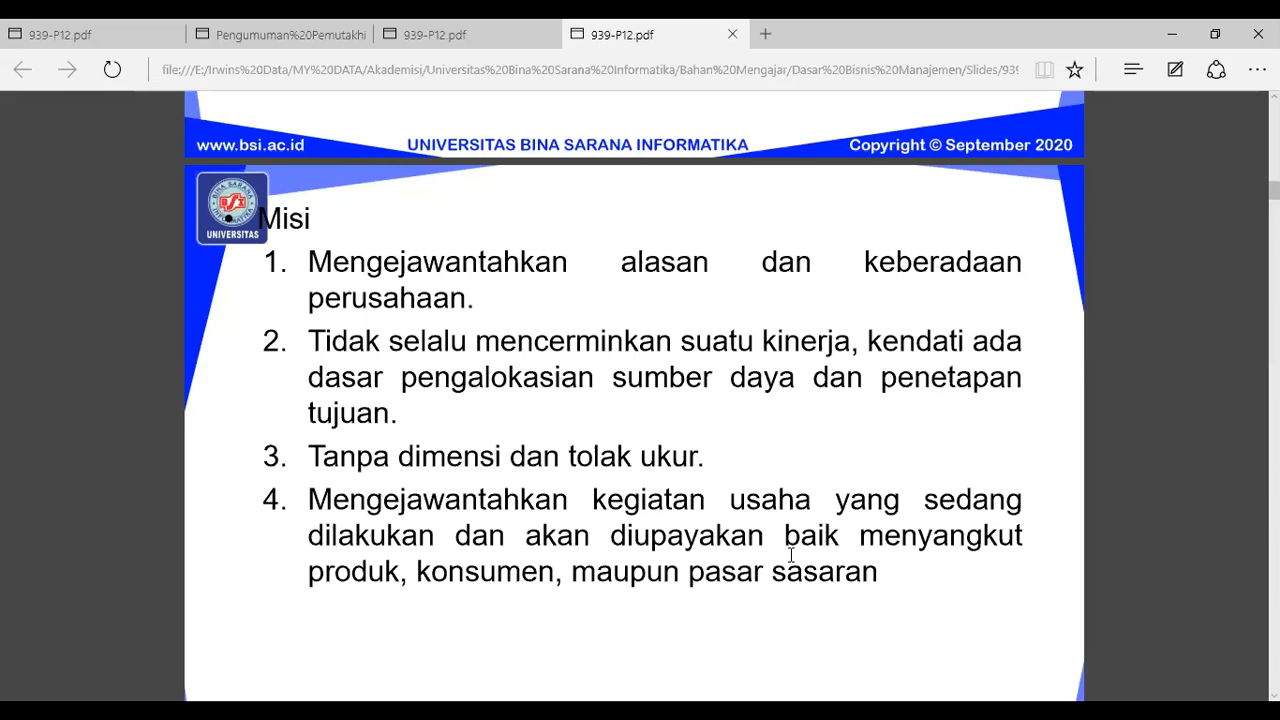 939-P12.pdf
Pengumuman%20Pemutakhi
939-P12.pdf
939-P12.pdf
file:///E:/Irwins%20Data/MY%20DATA/Akademisi/Universitas%20Bina%20Sarana%20Informatika/Bahan%20Mengajar/Dasar%20Bisnis%20Manajemen/Slides/939
www.bsi.ac.id
UNIVERSITAS BINA SARANA INFORMATIKA
Copyright © September 2020
BINA SARANA
INFORMATIKA
UNIVERSITAS
• Misi
1. Mengejawantahkan alasan dan keberadaan
perusahaan.
2. Tidak selalu mencerminkan suatu kinerja, kendati ada
dasar pengalokasian sumber daya dan penetapan
tujuan.
3. Tanpa dimensi dan tolak ukur.
4. Mengejawantahkan kegiatan usaha yang sedang
dilakukan dan akan diupayakan baik menyangkut
produk, konsumen, maupun pasar sasaran